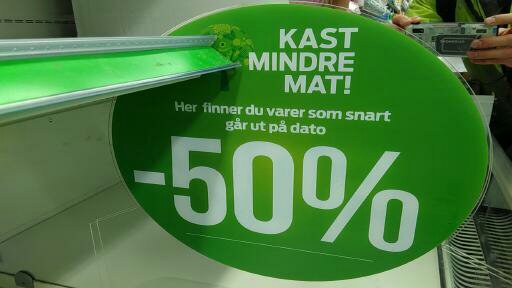 KAST
MINDRE
MAT!
Her finner du varer som snart
går ut på dato
-50%